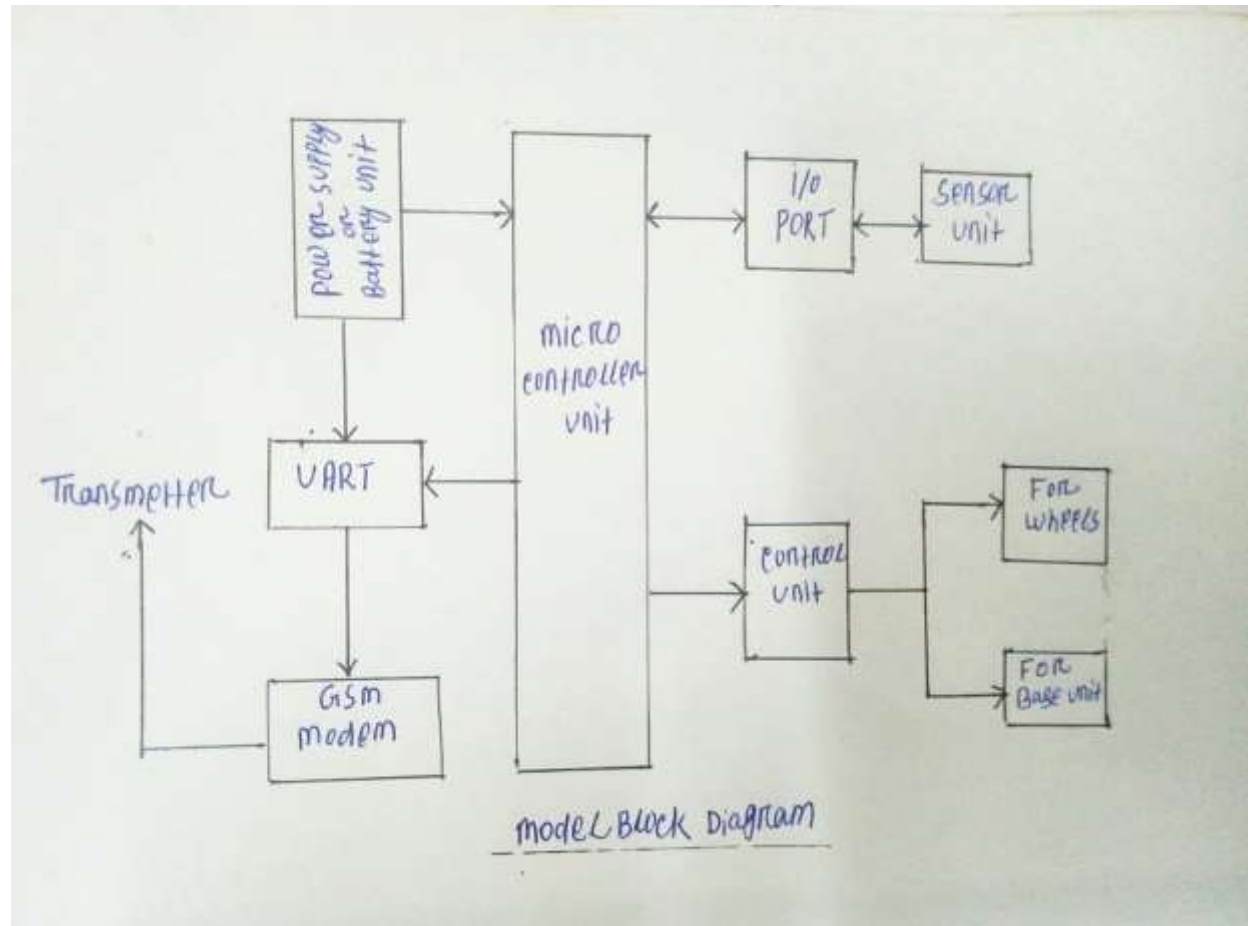 power supply
or
Battery unit
micro
controller
unit
i/o
PORT
sensor
unit
UART
Transmetter
GSM
modem
control
unit
For
wheels
For
Base unit
model Block Diagram